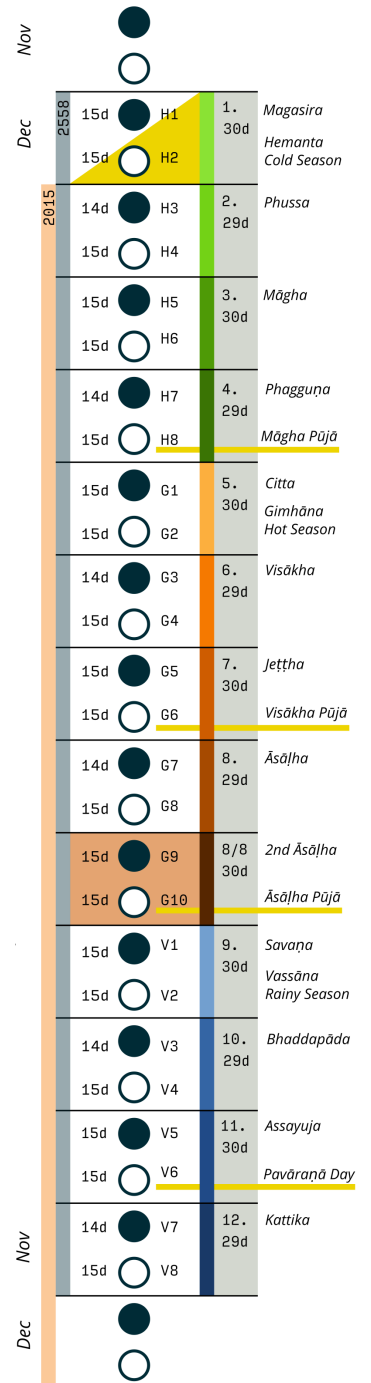 Nov
Dec
2558
15d H1 1. Magasira
30d
15d H2 Hemanta
Cold Season
2015
14d H3 2. Phussa
29d
15d H4
15d H5 3. Māgha
30d
15d H6
14d H7 4. Phagguṇa
29d
15d H8 Māgha Pūjā
15d G1 5. Citta
30d
15d G2 Gimhāna
Hot Season
14d G3 6. Visākha
29d
15d G4
15d G5 7. Jeṭṭha
30d
15d G6 Visākha Pūjā
14d G7 8. Āsāḷha
29d
15d G8
15d G9 8/8 2nd Āsāḷha
30d
15d G10 Āsāḷha Pūjā
15d V1 9. Savaṇa
30d
15d V2 Vassāna
Rainy Season
14d V3 10. Bhaddapāda
29d
15d V4
15d V5 11. Assayuja
30d
15d V6 Pavāraṇā Day
14d V7 12. Kattika
29d
15d V8
Nov
Dec